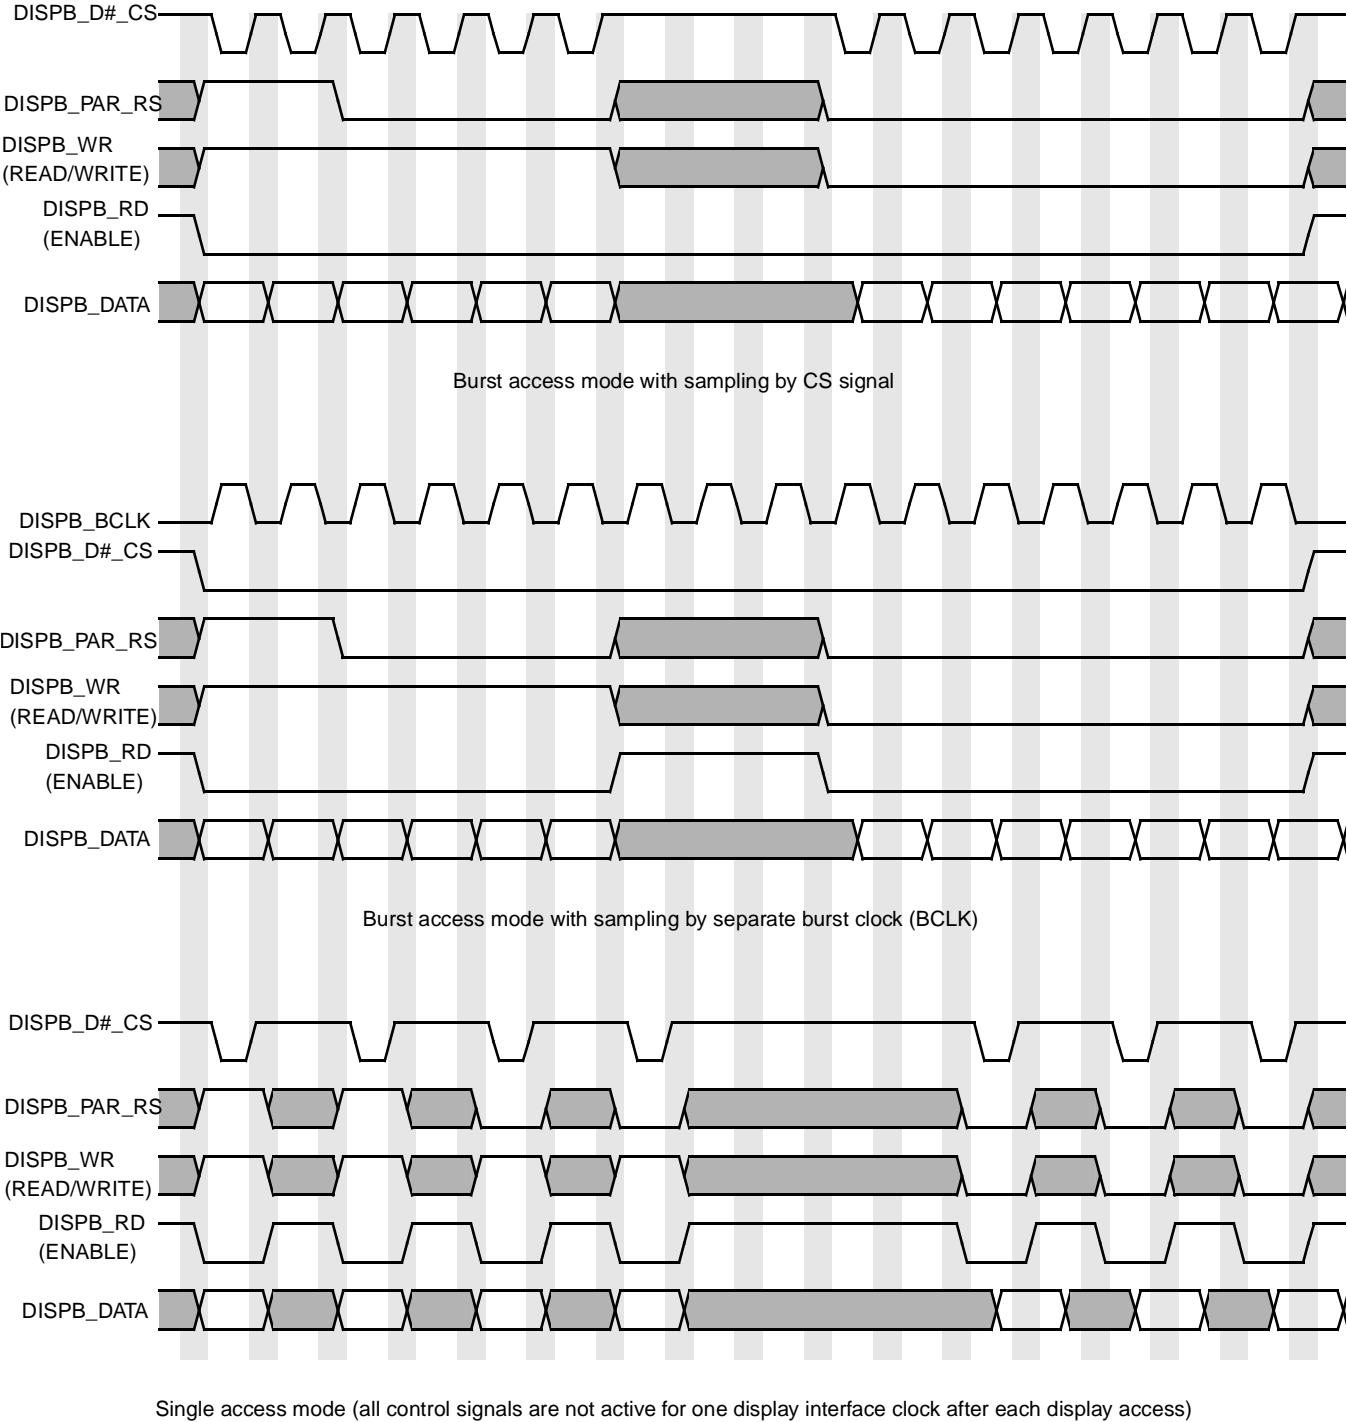 DISPB_D#_CS
DISPB_PAR_RS
DISPB_WR
(READ/WRITE)
DISPB_RD
(ENABLE)
DISPB_DATA
Burst access mode with sampling by CS signal
DISPB_BCLK
DISPB_D#_CS
DISPB_PAR_RS
DISPB_WR
(READ/WRITE)
DISPB_RD
(ENABLE)
DISPB_DATA
Burst access mode with sampling by separate burst clock (BCLK)
DISPB_D#_CS
DISPB_PAR_RS
DISPB_WR
(READ/WRITE)
DISPB_RD
(ENABLE)
DISPB_DATA
Single access mode (all control signals are not active for one display interface clock after each display access)